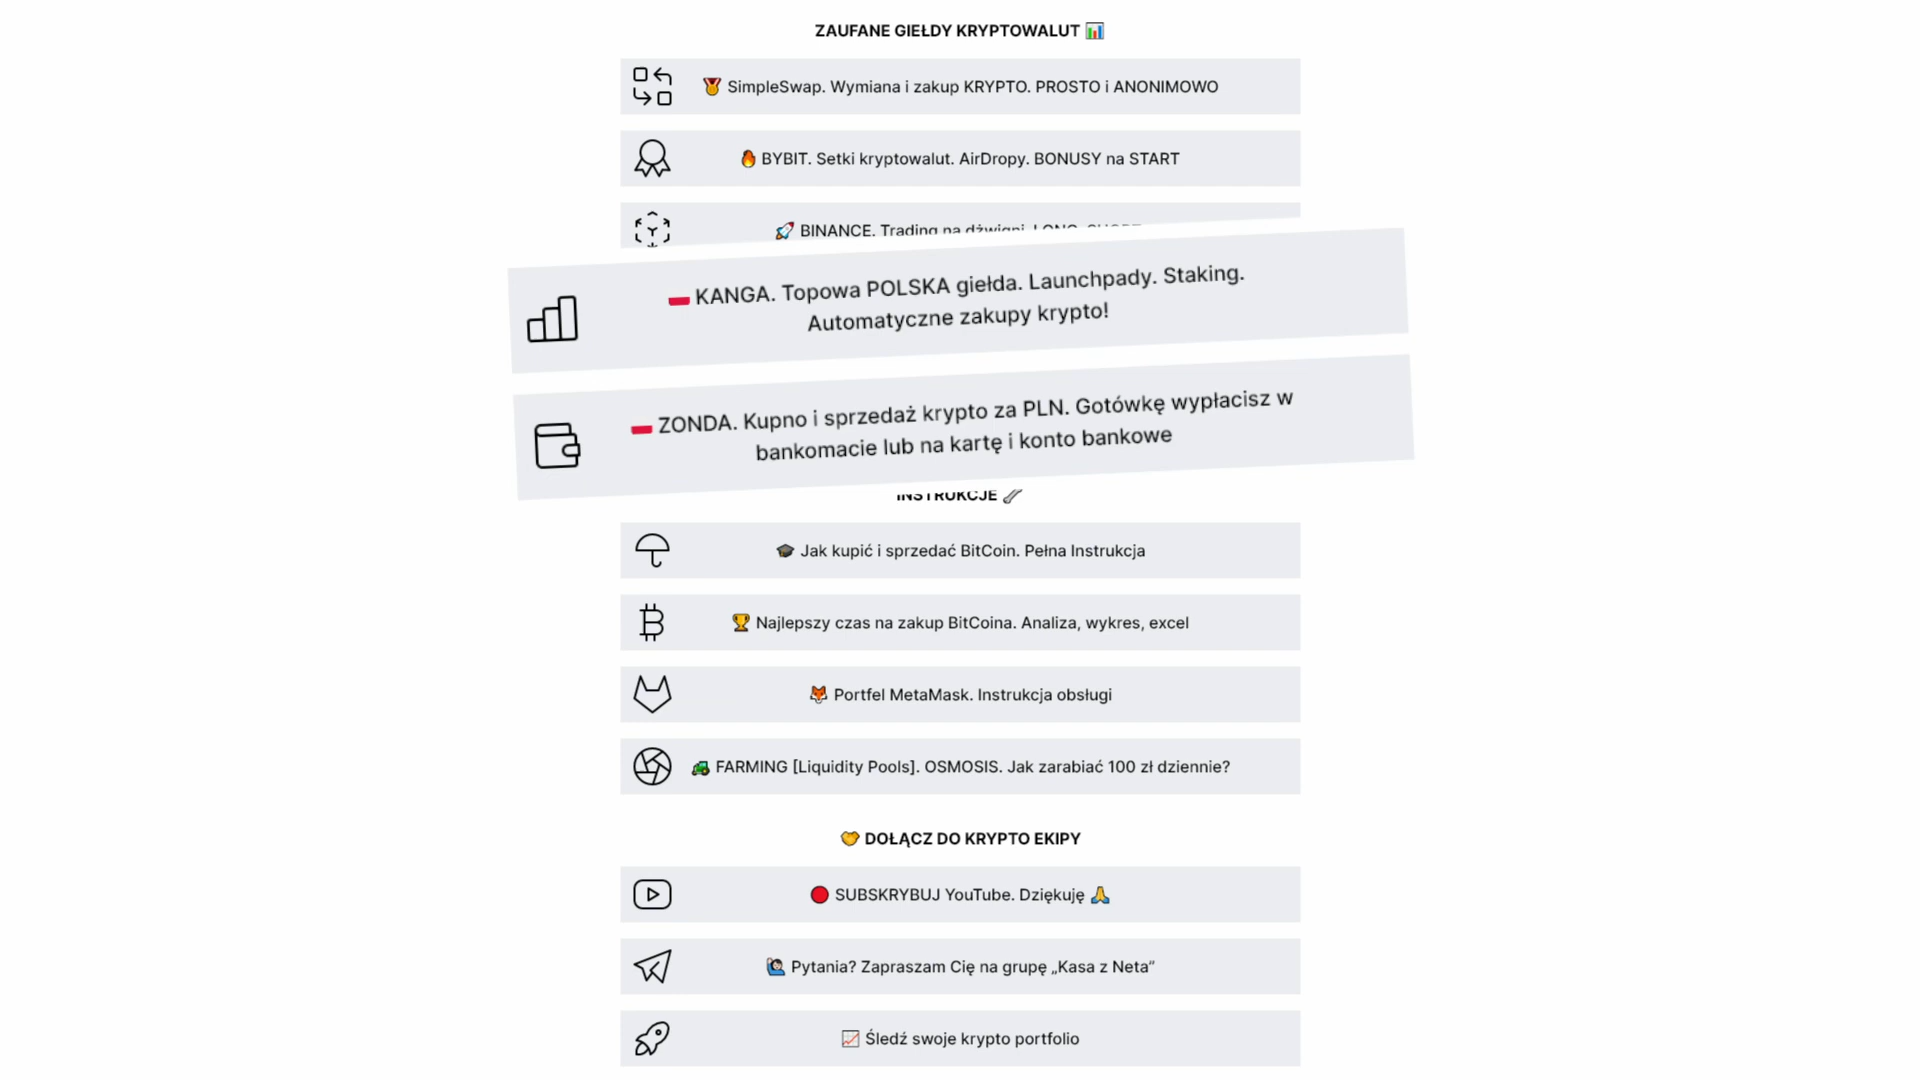 ZAUFANE GIEŁDY KRYPTOWALUT
SimpleSwap. Wymiana i zakup KRYPTO. PROSTO i ANONIMOWO
BYBIT. Setki kryptowalut. AirDropy. BONUSY na START
BINANCE. Trading na dźwigni. LONG, SHORT
KANGA. Topowa POLSKA giełda. Launchpady. Staking.
Automatyczne zakupy krypto!
ZONDA. Kupno i sprzedaż krypto za PLN. Gotówkę wypłacisz w
bankomacie lub na kartę i konto bankowe
INSTRUKCJE
Jak kupić i sprzedać BitCoin. Pełna Instrukcja
Najlepszy czas na zakup BitCoina. Analiza, wykres, excel
Portfel MetaMask. Instrukcja obsługi
FARMING [Liquidity Pools]. OSMOSIS. Jak zarabiać 100 zł dziennie?
DOŁĄCZ DO KRYPTO EKIPY
SUBSKRYBUJ YouTube. Dziękuję
Pytania? Zapraszam Cię na grupę „Kasa z Neta”
Śledź swoje krypto portfolio